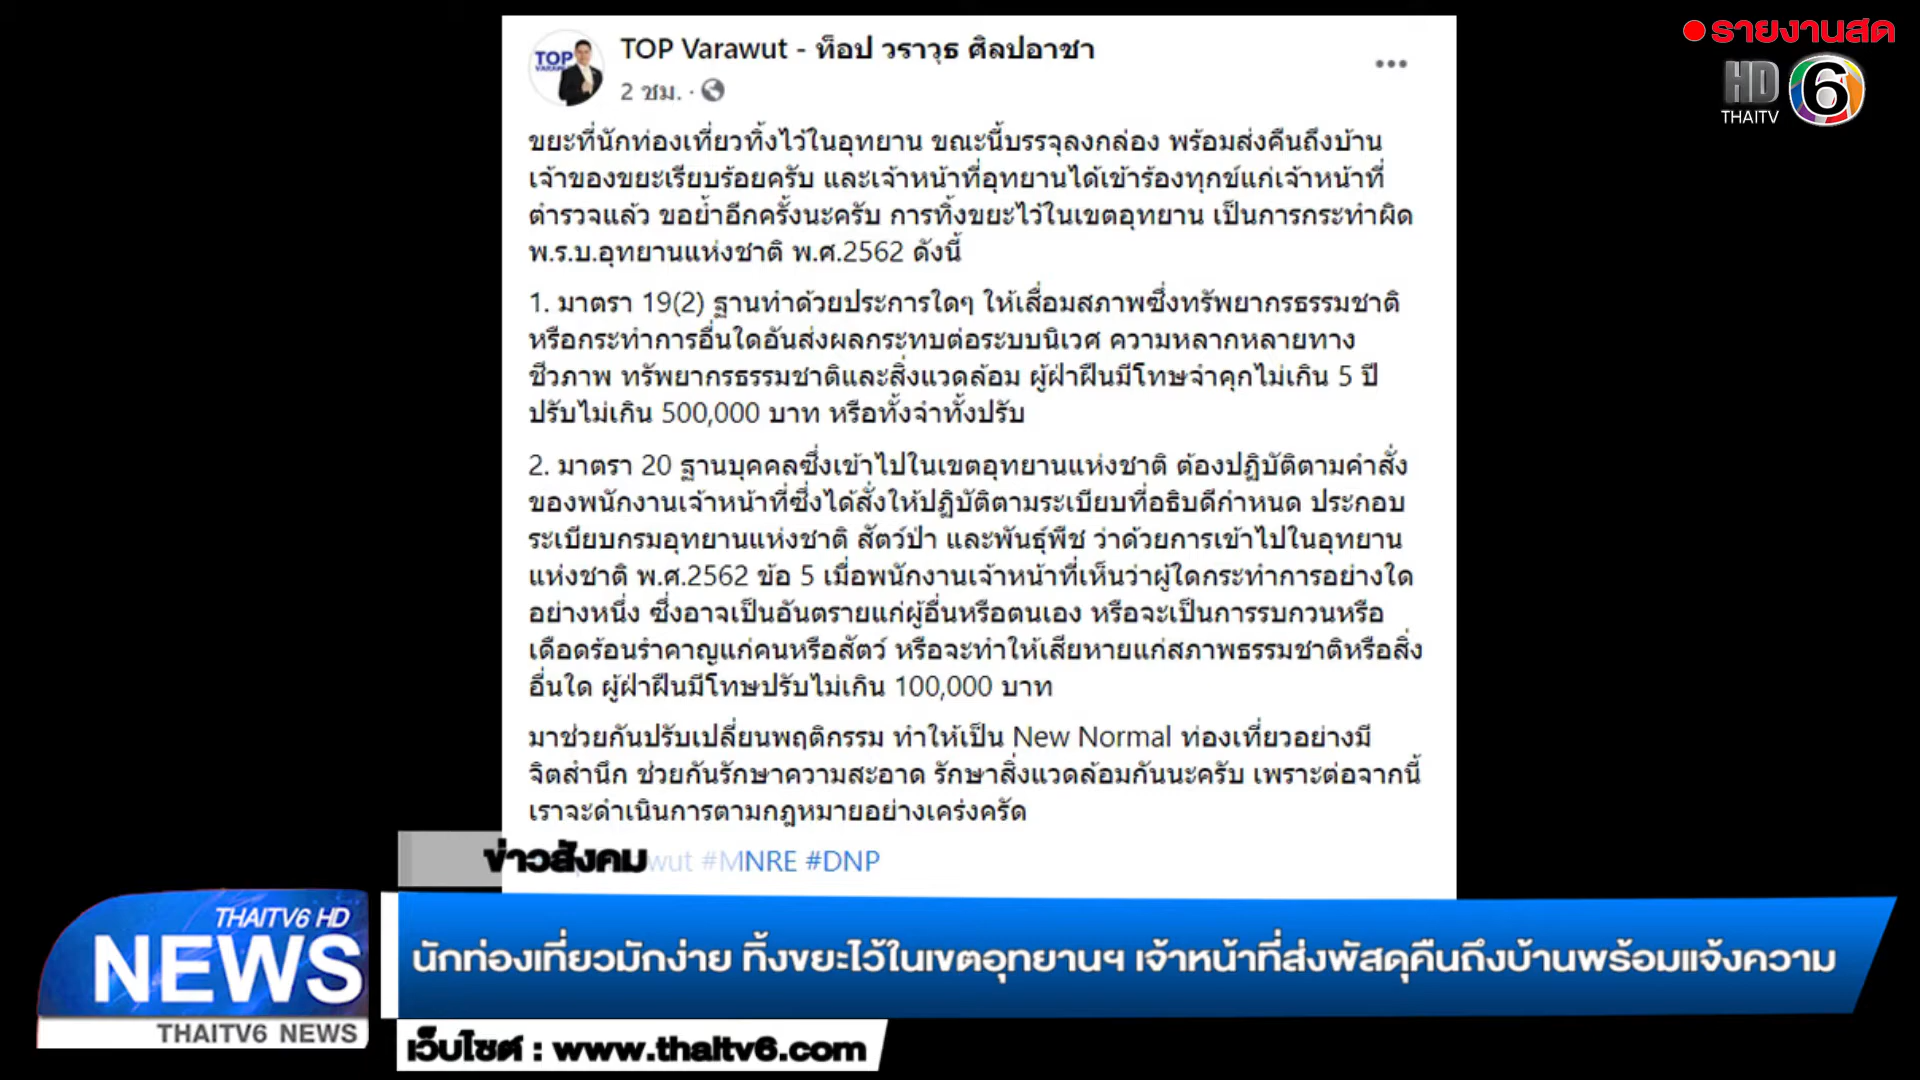 รายงานสด
HD
THAITV
6
TOP
TOP Varawut - ท็อป วราวุธ ศิลปอาชา
2 ชม. ·
ขยะที่นักท่องเที่ยวทิ้งไว้ในอุทยาน ขณะนี้บรรจุลงกล่อง พร้อมส่งคืนถึงบ้าน
เจ้าของขยะเรียบร้อยครับ และเจ้าหน้าที่อุทยานได้เข้าร้องทุกข์แก่เจ้าหน้าที่
ตำรวจแล้ว ขอย้ำอีกครั้งนะครับ การทิ้งขยะไว้ในเขตอุทยาน เป็นการกระทำผิด
พ.ร.บ.อุทยานแห่งชาติ พ.ศ.2562 ดังนี้
1. มาตรา 19(2) ฐานทำด้วยประการใดๆ ให้เสื่อมสภาพซึ่งทรัพยากรธรรมชาติ
หรือกระทำการอื่นใดอันส่งผลกระทบต่อระบบนิเวศ ความหลากหลายทาง
ชีวภาพ ทรัพยากรธรรมชาติและสิ่งแวดล้อม ผู้ฝ่าฝืนมีโทษจำคุกไม่เกิน 5 ปี
ปรับไม่เกิน 500,000 บาท หรือทั้งจำทั้งปรับ
2. มาตรา 20 ฐานบุคคลซึ่งเข้าไปในเขตอุทยานแห่งชาติ ต้องปฏิบัติตามคำสั่ง
ของพนักงานเจ้าหน้าที่ซึ่งได้สั่งให้ปฏิบัติตามระเบียบที่อธิบดีกำหนด ประกอบ
ระเบียบกรมอุทยานแห่งชาติ สัตว์ป่า และพันธุ์พืช ว่าด้วยการเข้าไปในอุทยาน
แห่งชาติ พ.ศ.2562 ข้อ 5 เมื่อพนักงานเจ้าหน้าที่เห็นว่าผู้ใดกระทำการอย่างใด
อย่างหนึ่ง ซึ่งอาจเป็นอันตรายแก่ผู้อื่นหรือตนเอง หรือจะเป็นการรบกวนหรือ
เดือดร้อนรำคาญแก่คนหรือสัตว์ หรือจะทำให้เสียหายแก่สภาพธรรมชาติหรือสิ่ง
อื่นใด ผู้ฝ่าฝืนมีโทษปรับไม่เกิน 100,000 บาท
มาช่วยกันปรับเปลี่ยนพฤติกรรม ทำให้เป็น New Normal ท่องเที่ยวอย่างมี
จิตสำนึก ช่วยกันรักษาความสะอาด รักษาสิ่งแวดล้อมกันนะครับ เพราะต่อจากนี้
เราจะดำเนินการตามกฎหมายอย่างเคร่งครัด
#MNRE #DNP
ข่าวสังคม
THAITV6 HD
NEWS
THAITV6 NEWS
นักท่องเที่ยวมักง่าย ทิ้งขยะไว้ในเขตอุทยานฯ เจ้าหน้าที่ส่งพัสดุคืนถึงบ้านพร้อมแจ้งความ
เว็บไซต์ : www.thaitv6.com